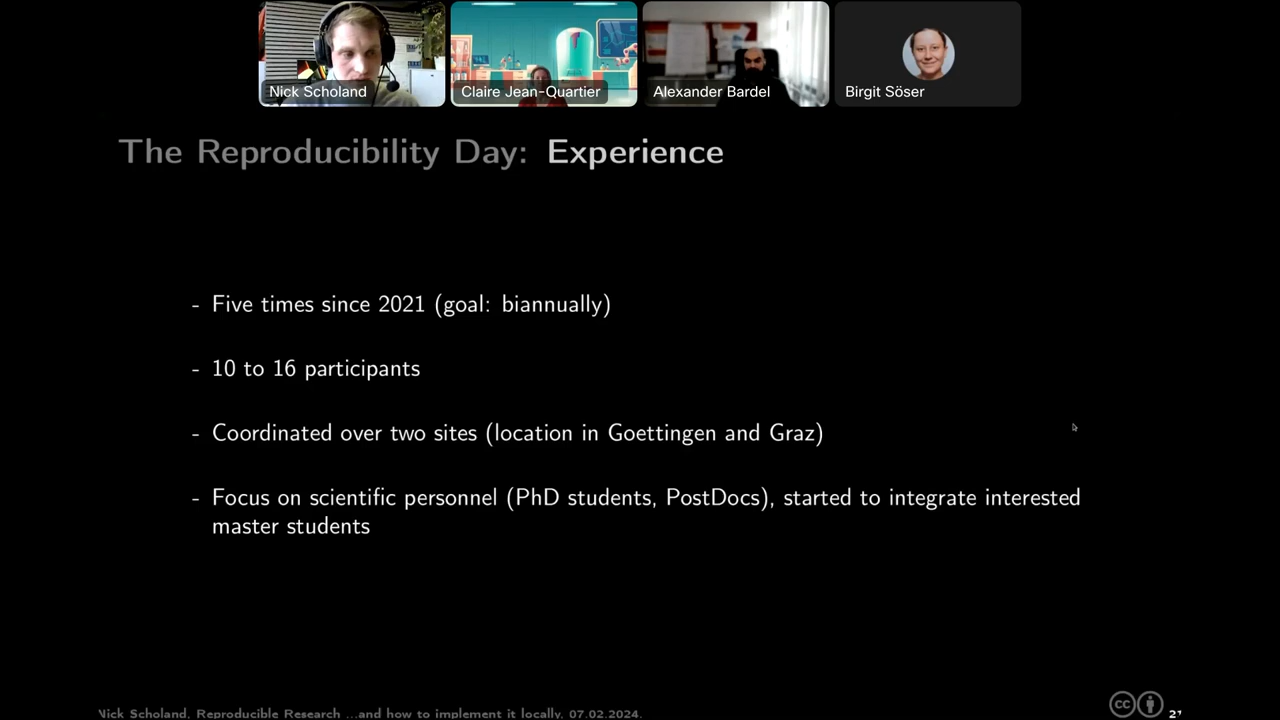 Nick Scholand
Claire Jean-Quartier
Alexander Bardel
Birgit Söser
The Reproducibility Day: Experience
- Five times since 2021 (goal: biannually)
- 10 to 16 participants
- Coordinated over two sites (location in Goettingen and Graz)
- Focus on scientific personnel (PhD students, PostDocs), started to integrate interested
master students
Nick Scholand, Reproducible Research ...and how to implement it locally, 07.02.2024.